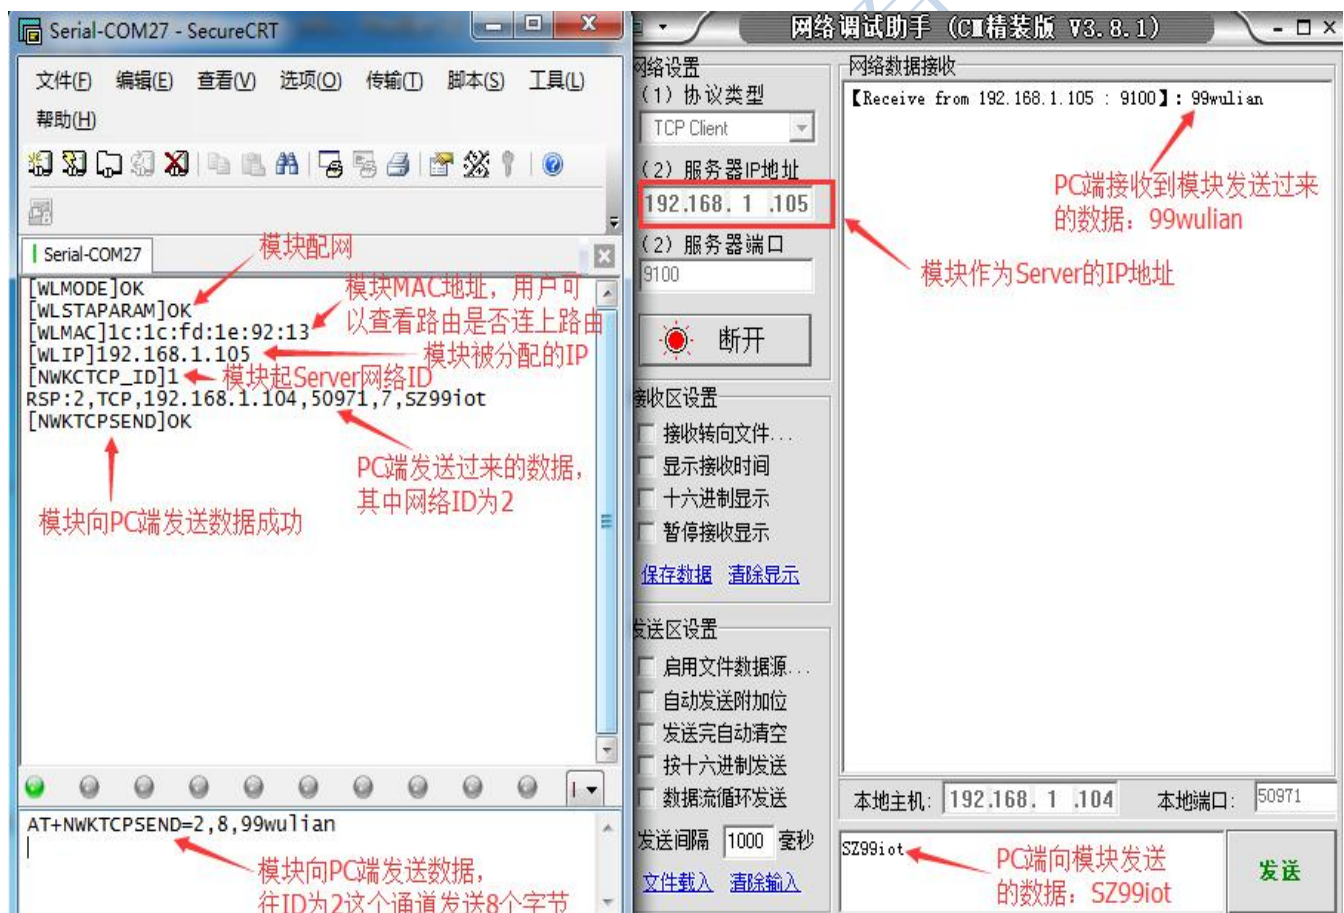 Serial-COM27 - SecureCRT
文件(F) 编辑(E) 查看(V) 选项(O) 传输(T) 脚本(S) 工具(L)
帮助(H)
Serial-COM27
模块配网
[WLMODE]OK
[WLSTAPARAM]OK
[WLMAC]1c:1c:fd:1e:92:13
[WLIP]192.168.1.105
[NWKCTCP_ID]1
RSP:2,TCP,192.168.1.104,50971,7,SZ99iot
[NWKTCPSEND]OK
模块MAC地址，用户可
以查看路由是否连上路由
模块被分配的IP
模块起Server网络ID
PC端发送过来的数据，
其中网络ID为2
模块向PC端发送数据成功
AT+NWKTCPSEND=2,8,99wulian
模块向PC端发送数据，
往ID为2这个通道发送8个字节
网络调试助手 (CⅢ精装版 V3.8.1)
网络设置
(1) 协议类型
TCP Client
(2) 服务器IP地址
192.168. 1 .105
(2) 服务器端口
9100
断开
接收区设置
接收转向文件...
显示接收时间
十六进制显示
暂停接收显示
保存数据 清除显示
发送区设置
启用文件数据源...
自动发送附加位
发送完自动清空
按十六进制发送
数据流循环发送
发送间隔 1000 毫秒
文件载入 清除输入
网络数据接收
【Receive from 192.168.1.105 : 9100】: 99wulian
PC端接收到模块发送过来
的数据：99wulian
模块作为Server的IP地址
本地主机: 192.168. 1 .104 本地端口: 50971
SZ99iot
PC端向模块发送
的数据：SZ99iot
发送